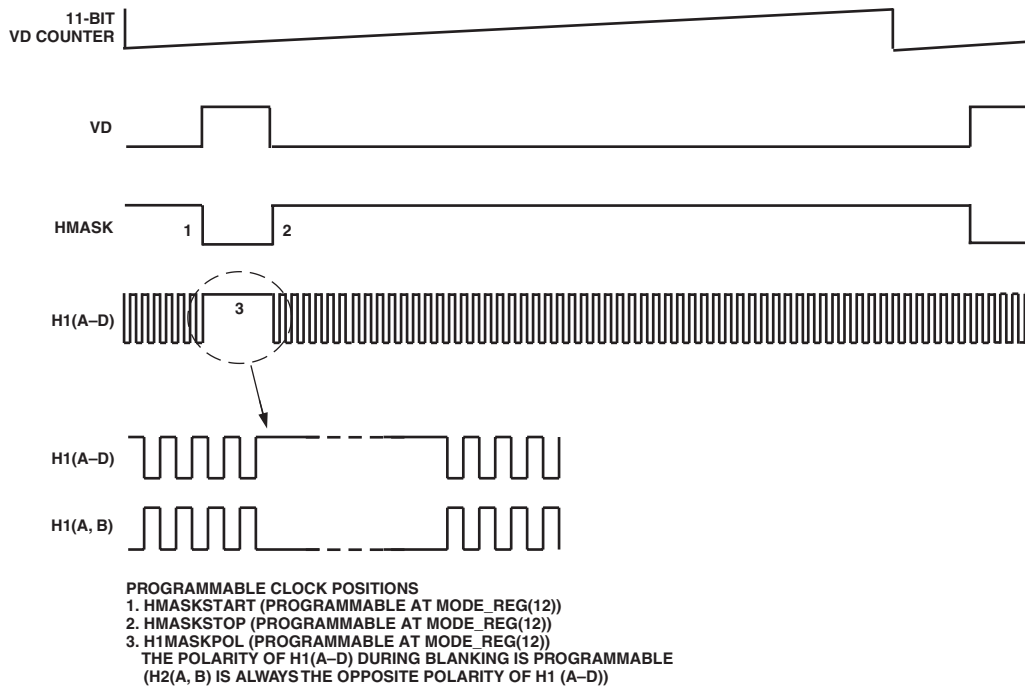 11-BIT
VD COUNTER
VD
HMASK
1
2
H1(A–D)
3
H1(A–D)
H1(A, B)
PROGRAMMABLE CLOCK POSITIONS
1. HMASKSTART (PROGRAMMABLE AT MODE_REG(12))
2. HMASKSTOP (PROGRAMMABLE AT MODE_REG(12))
3. H1MASKPOL (PROGRAMMABLE AT MODE_REG(12))
THE POLARITY OF H1(A–D) DURING BLANKING IS PROGRAMMABLE
(H2(A, B) IS ALWAYS THE OPPOSITE POLARITY OF H1 (A–D))